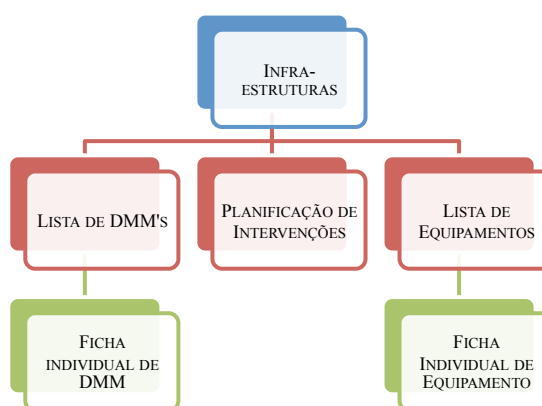 INFRA-
ESTRUTURAS
LISTA DE DMM'S
PLANIFICAÇÃO DE
INTERVENÇÕES
LISTA DE
EQUIPAMENTOS
FICHA
INDIVIDUAL DE
DMM
FICHA
INDIVIDUAL DE
EQUIPAMENTO